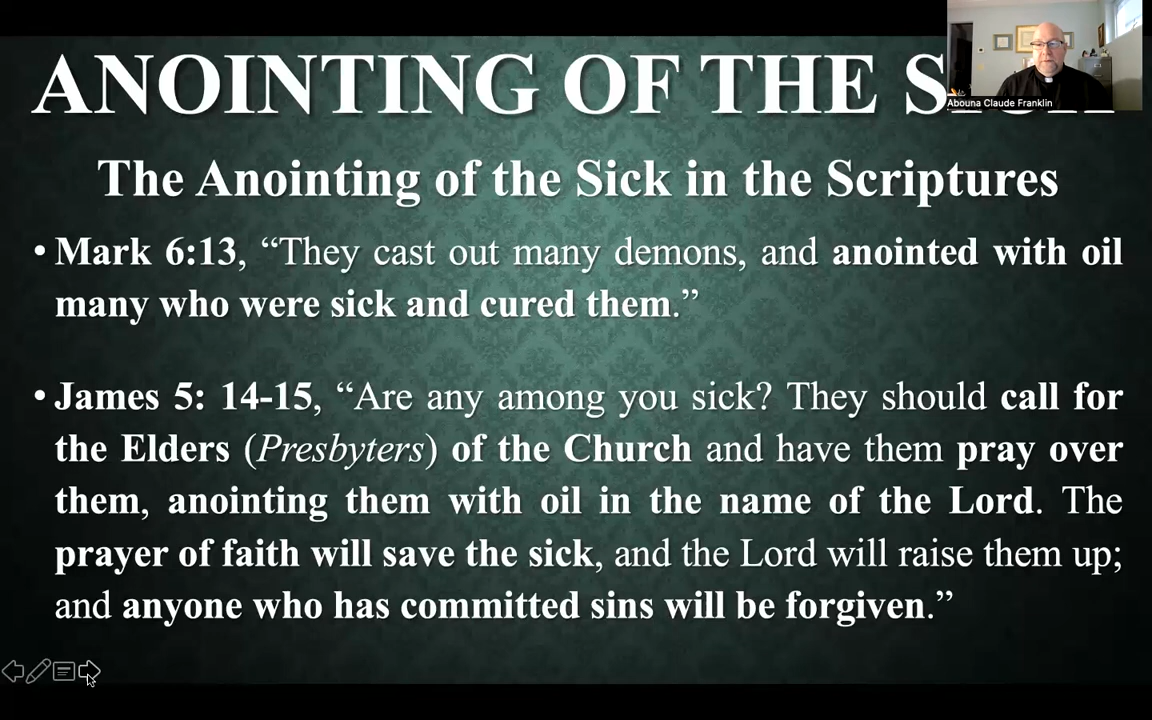 ANOINTING OF THE
Abouna Claude Franklin
The Anointing of the Sick in the Scriptures
• Mark 6:13, “They cast out many demons, and anointed with oil
many who were sick and cured them.”
• James 5: 14-15, “Are any among you sick? They should call for
the Elders (Presbyters) of the Church and have them pray over
them, anointing them with oil in the name of the Lord. The
prayer of faith will save the sick, and the Lord will raise them up;
and anyone who has committed sins will be forgiven.”